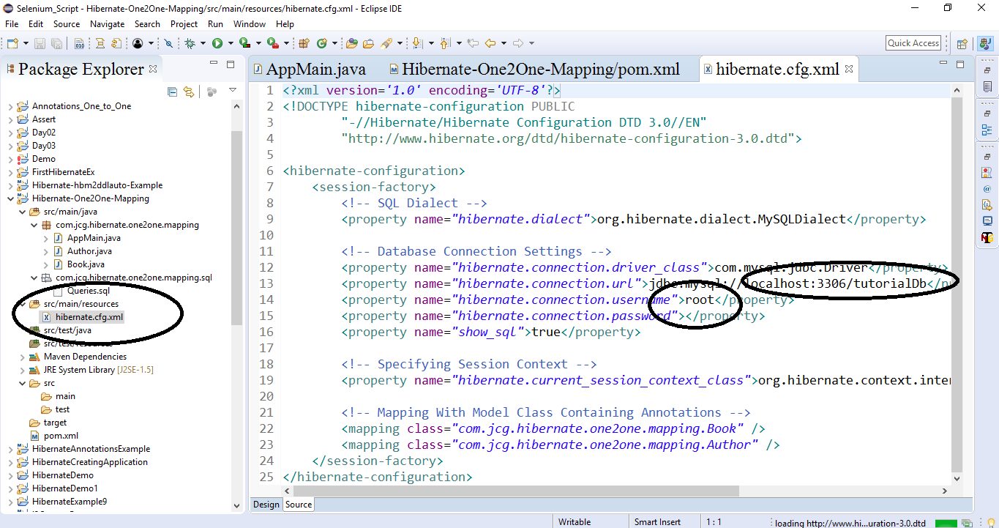 Selenium_Script - Hibernate-One2One-Mapping/src/main/resources/hibernate.cfg.xml - Eclipse IDE
File Edit Source Navigate Search Project Run Window Help
Quick Access
Package Explorer
Annotations_One_to_One
Assert
Day02
Day03
Demo
FirstHibernateEx
Hibernate-hbm2ddlauto-Example
Hibernate-One2One-Mapping
src/main/java
com.jcg.hibernate.one2one.mapping
AppMain.java
Author.java
Book.java
com.jcg.hibernate.one2one.mapping.sql
Queries.sql
src/main/resources
hibernate.cfg.xml
src/test/java
src/test/resources
Maven Dependencies
JRE System Library [J2SE-1.5]
src
main
test
target
pom.xml
HibernateAnnotationsExample
HibernateCreatingApplication
HibernateDemo
HibernateDemo1
HibernateExample9
AppMain.java Hibernate-One2One-Mapping/pom.xml hibernate.cfg.xml
1 <?xml version='1.0' encoding='UTF-8'?>
2 <!DOCTYPE hibernate-configuration PUBLIC
3 "-//Hibernate/Hibernate Configuration DTD 3.0//EN"
4 "http://www.hibernate.org/dtd/hibernate-configuration-3.0.dtd">
5
6 <hibernate-configuration>
7 <session-factory>
8 <!-- SQL Dialect -->
9 <property name="hibernate.dialect">org.hibernate.dialect.MySQLDialect</property>
10
11 <!-- Database Connection Settings -->
12 <property name="hibernate.connection.driver_class">com.mysql.jdbc.Driver</property>
13 <property name="hibernate.connection.url">jdbc:mysql://localhost:3306/tutorialDb</p
14 <property name="hibernate.connection.username">root</property>
15 <property name="hibernate.connection.password"></property>
16 <property name="show_sql">true</property>
17
18 <!-- Specifying Session Context -->
19 <property name="hibernate.current_session_context_class">org.hibernate.context.inter
20
21 <!-- Mapping With Model Class Containing Annotations -->
22 <mapping class="com.jcg.hibernate.one2one.mapping.Book" />
23 <mapping class="com.jcg.hibernate.one2one.mapping.Author" />
24 </session-factory>
25 </hibernate-configuration>
Design Source
Writable Smart Insert 1 : 1 loading http://www.hi...uration-3.0.dtd